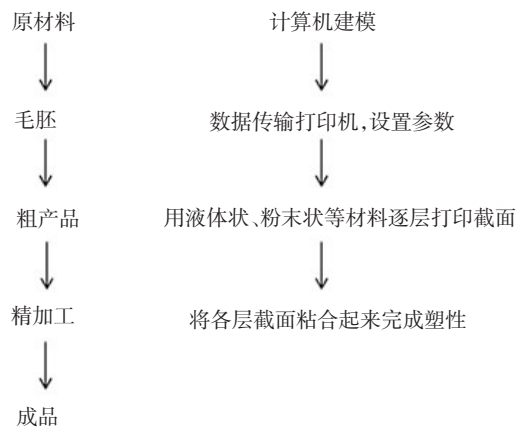 原材料 计算机建模
毛胚 数据传输打印机,设置参数
粗产品 用液体状、粉末状等材料逐层打印截面
精加工 将各层截面粘合起来完成塑性
成品